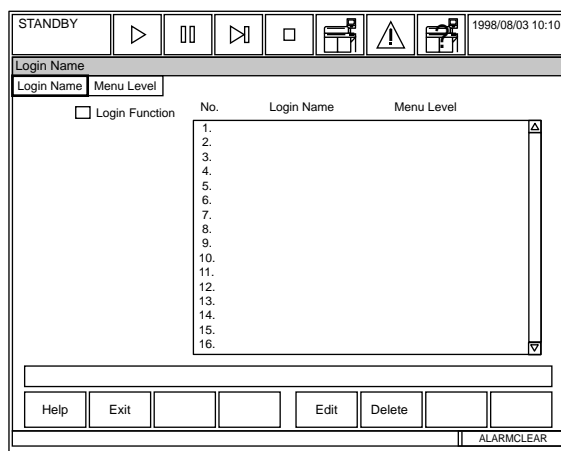 STANDBY
1998/08/03 10:10
Login Name
Login Name Menu Level
Login Function
No. Login Name Menu Level
1.
2.
3.
4.
5.
6.
7.
8.
9.
10.
11.
12.
13.
14.
15.
16.
Help Exit Edit Delete
ALARMCLEAR